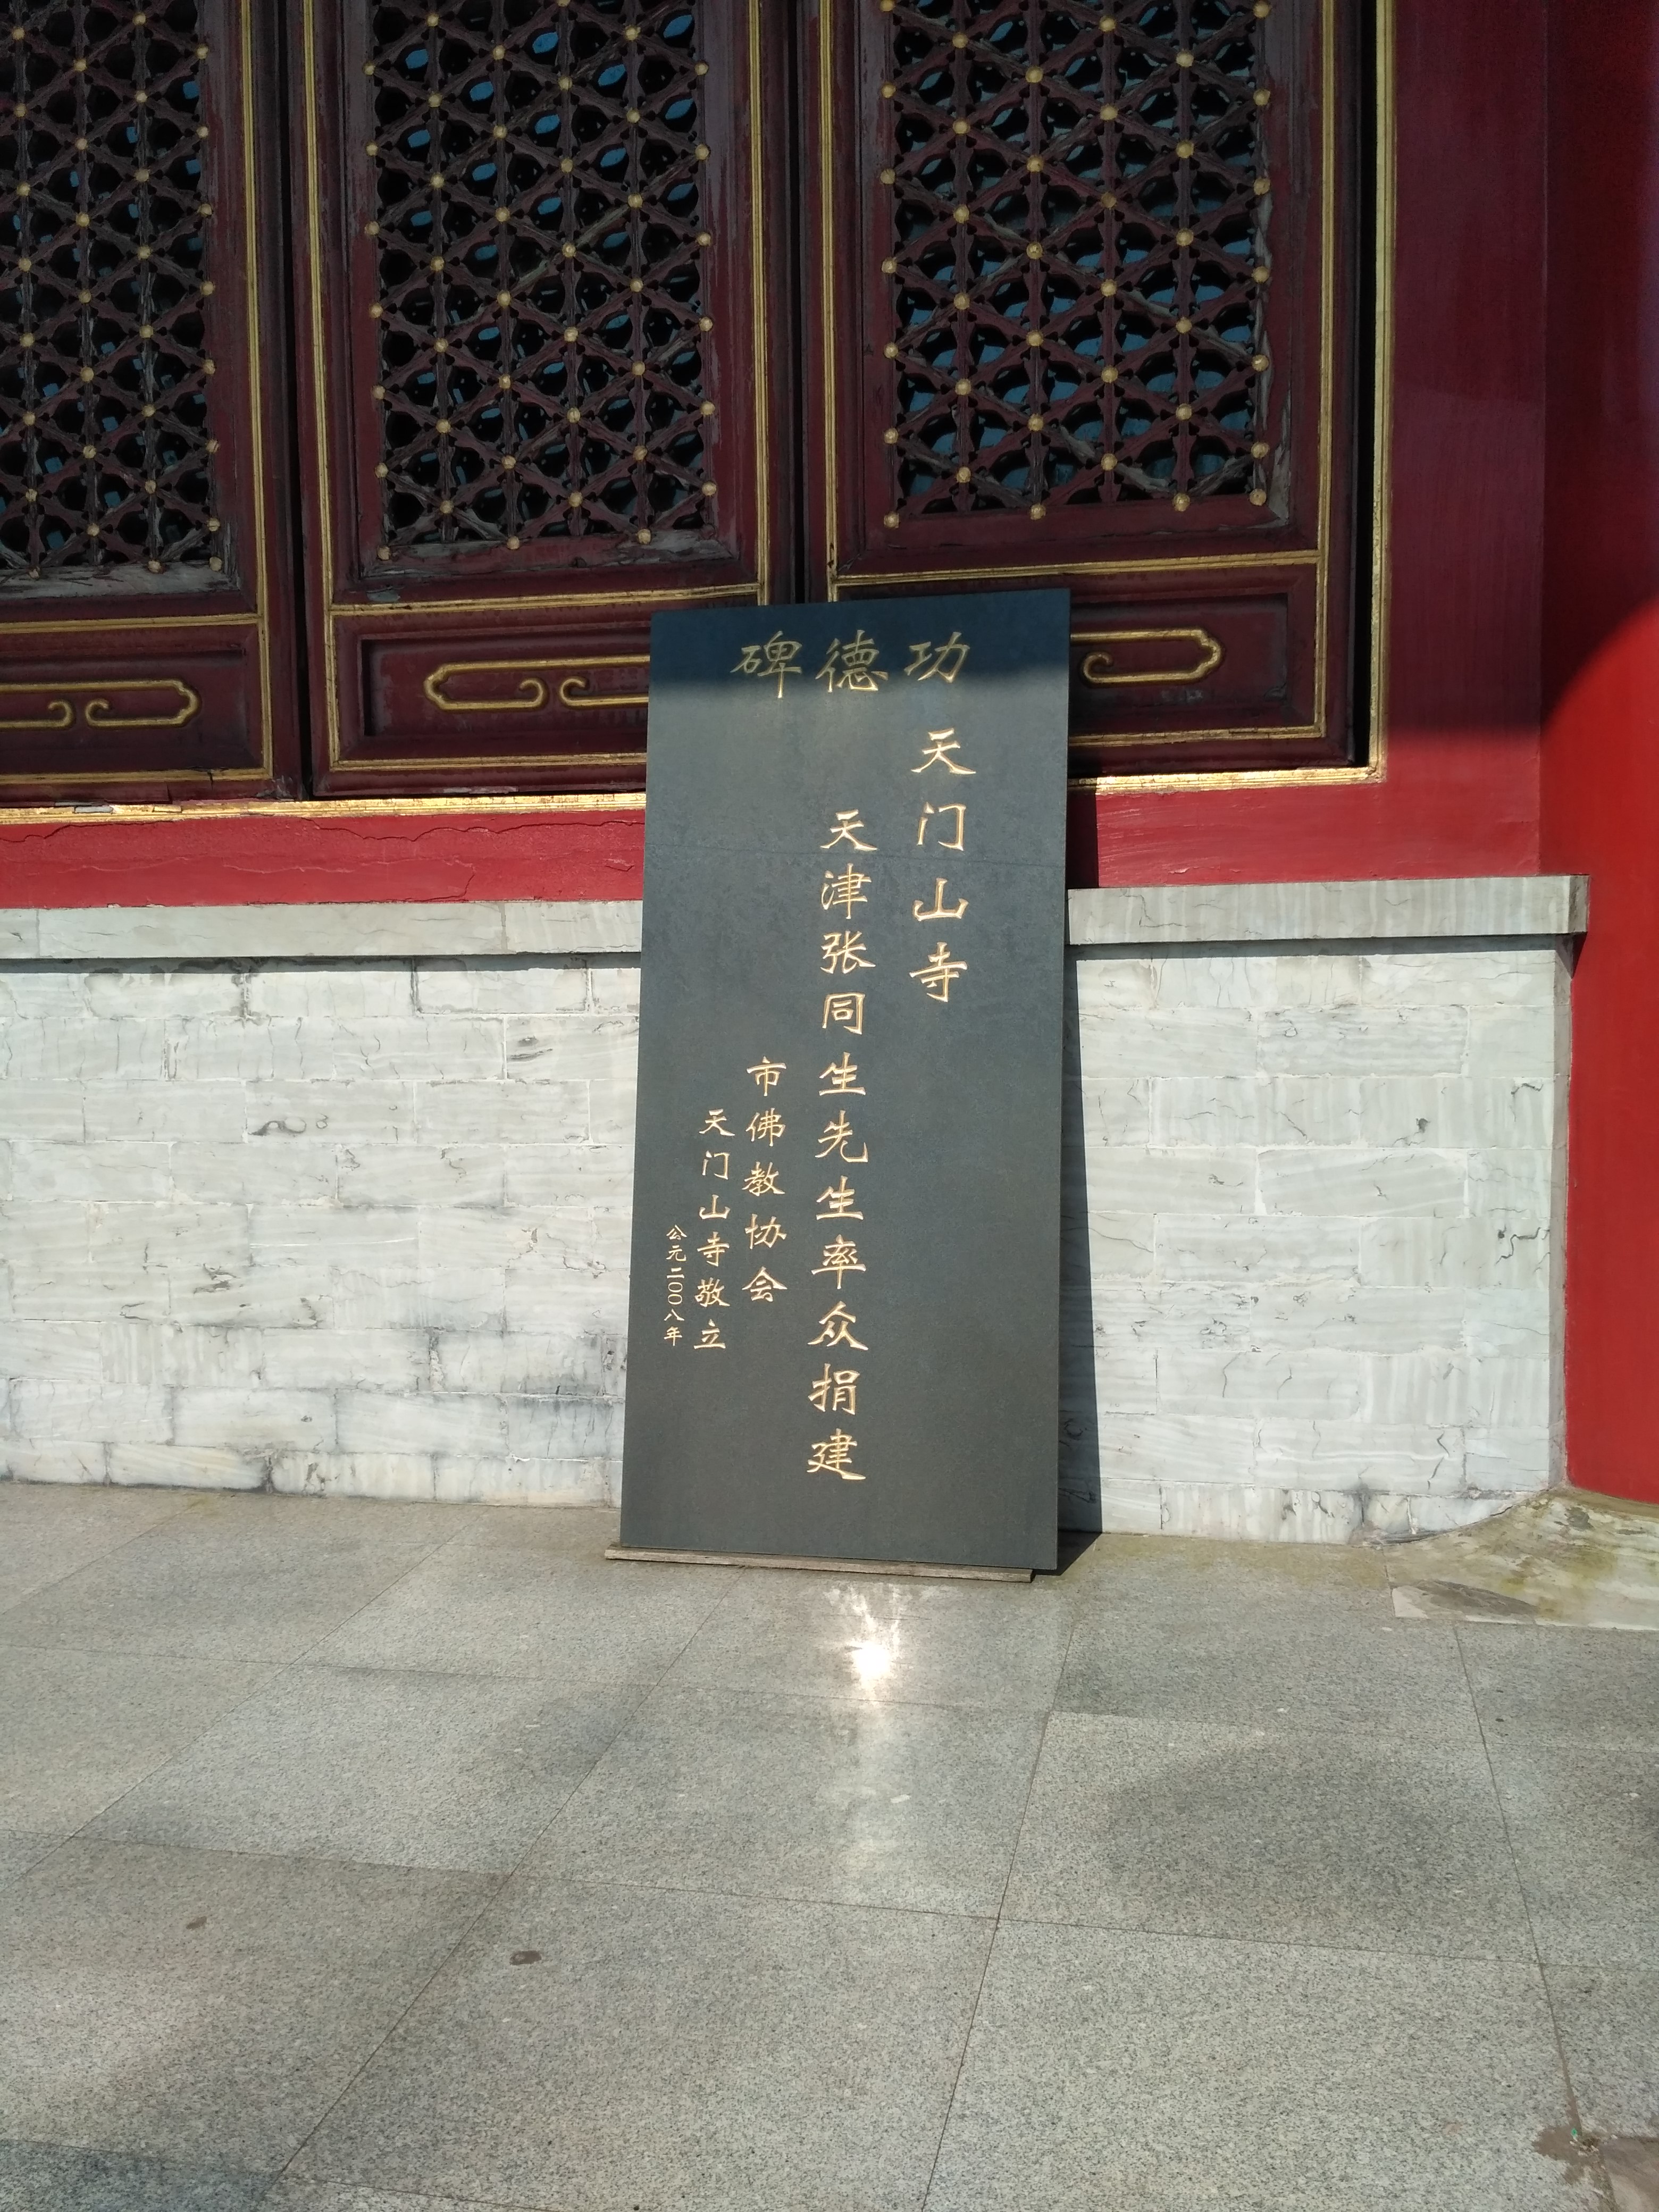 功德碑
天门山寺
天津张同生先生率众捐建
市佛教协会
天门山寺敬立
公元二〇〇八年